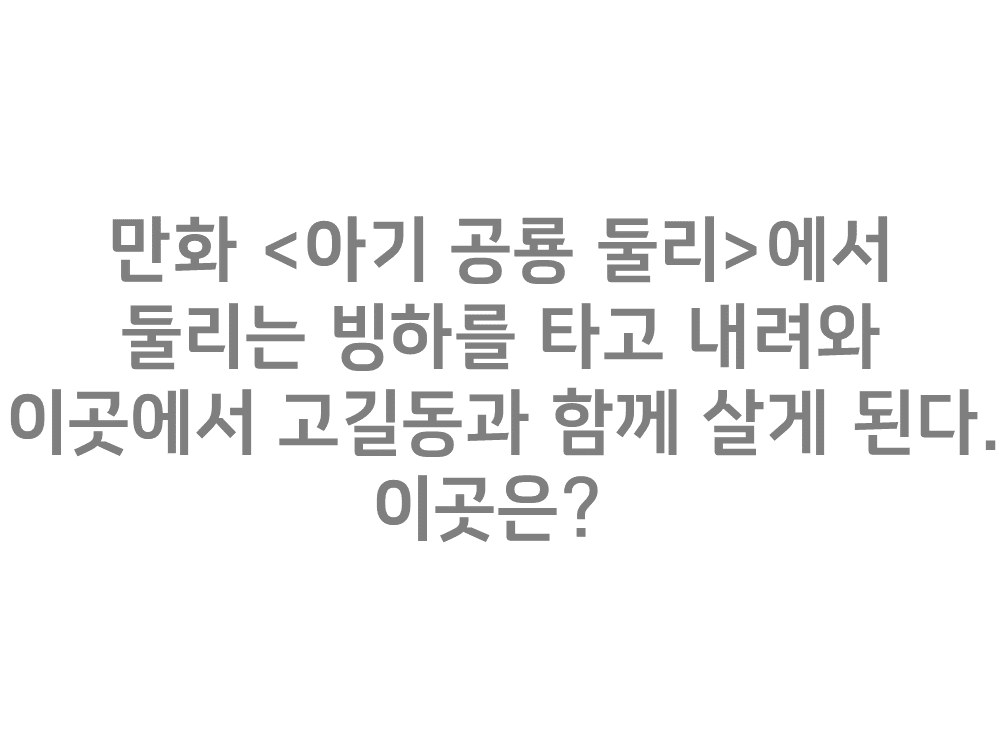 만화 <아기 공룡 둘리>에서
둘리는 빙하를 타고 내려와
이곳에서 고길동과 함께 살게 된다.
이곳은?